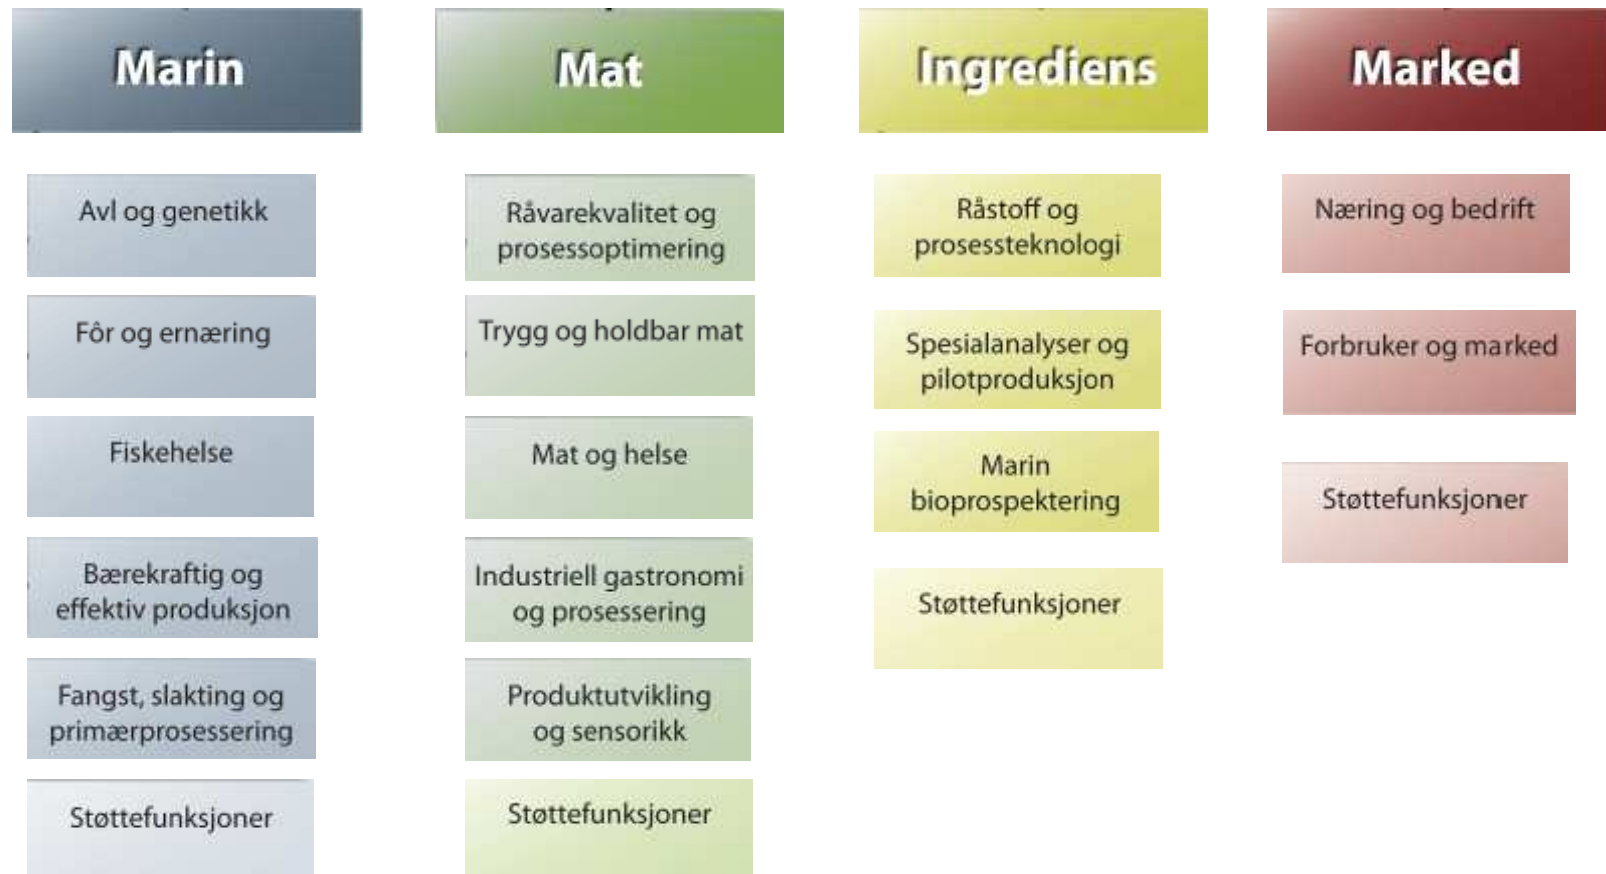 Marin
Avl og genetikk
Fôr og ernæring
Fiskehelse
Bærekraftig og
effektiv produksjon
Fangst, slakting og
primærprosessering
Støttefunksjoner
Mat
Råvarekvalitet og
prosessoptimering
Trygg og holdbar mat
Mat og helse
Industriell gastronomi
og prosessering
Produktutvikling
og sensorikk
Støttefunksjoner
Ingrediens
Råstoff og
prosessteknologi
Spesialanalyser og
pilotproduksjon
Marin
bioprospektering
Støttefunksjoner
Marked
Næring og bedrift
Forbruker og marked
Støttefunksjoner